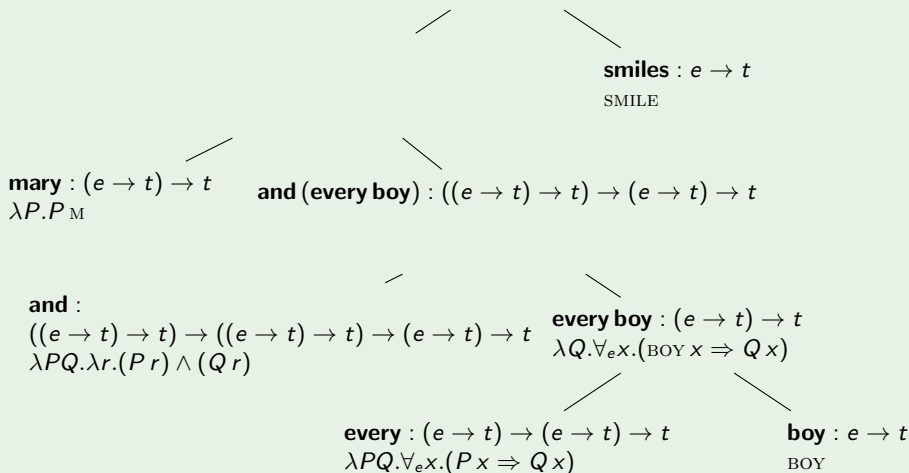 smiles : e → t
SMILE
mary : (e → t) → t
λP.P M
and (every boy) : ((e → t) → t) → (e → t) → t
and :
((e → t) → t) → ((e → t) → t) → (e → t) → t
λPQ.λr.(P r) ∧ (Q r)
every boy : (e → t) → t
λQ.∀ₑx.(BOY x ⇒ Q x)
every : (e → t) → (e → t) → t
λPQ.∀ₑx.(P x ⇒ Q x)
boy : e → t
BOY